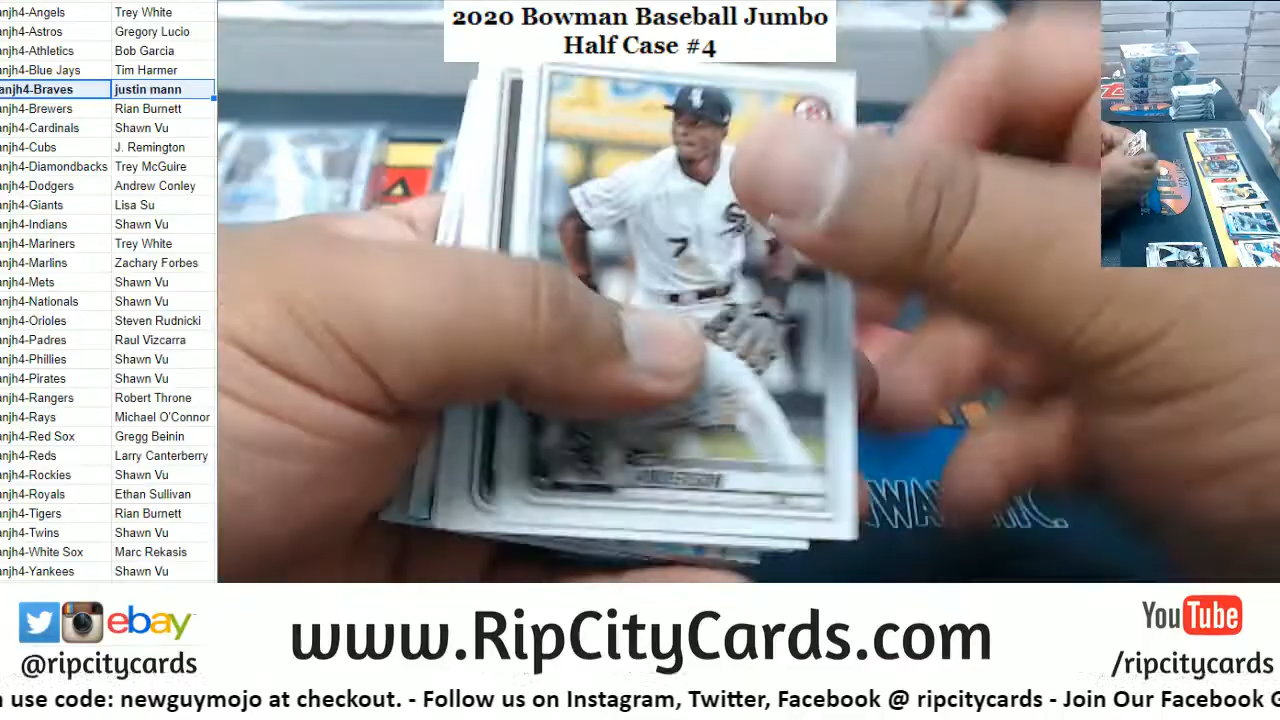 2020 Bowman Baseball Jumbo
Half Case #4
anjh4-Angels Trey White
anjh4-Astros Gregory Lucio
anjh4-Athletics Bob Garcia
anjh4-Blue Jays Tim Harmer
anjh4-Braves justin mann
anjh4-Brewers Rian Burnett
anjh4-Cardinals Shawn Vu
anjh4-Cubs J. Remington
anjh4-Diamondbacks Trey McGuire
anjh4-Dodgers Andrew Conley
anjh4-Giants Lisa Su
anjh4-Indians Shawn Vu
anjh4-Mariners Trey White
anjh4-Marlins Zachary Forbes
anjh4-Mets Shawn Vu
anjh4-Nationals Shawn Vu
anjh4-Orioles Steven Rudnicki
anjh4-Padres Raul Vizcarra
anjh4-Phillies Shawn Vu
anjh4-Pirates Shawn Vu
anjh4-Rangers Robert Throne
anjh4-Rays Michael O'Connor
anjh4-Red Sox Gregg Beinin
anjh4-Reds Larry Canterberry
anjh4-Rockies Shawn Vu
anjh4-Royals Ethan Sullivan
anjh4-Tigers Rian Burnett
anjh4-Twins Shawn Vu
anjh4-White Sox Marc Rekasis
anjh4-Yankees Shawn Vu
7
ANDERSON
ebay
@ripcitycards
www.RipCityCards.com
YouTube
/ripcitycards
n use code: newguymojo at checkout. - Follow us on Instagram, Twitter, Facebook @ ripcitycards - Join Our Facebook G